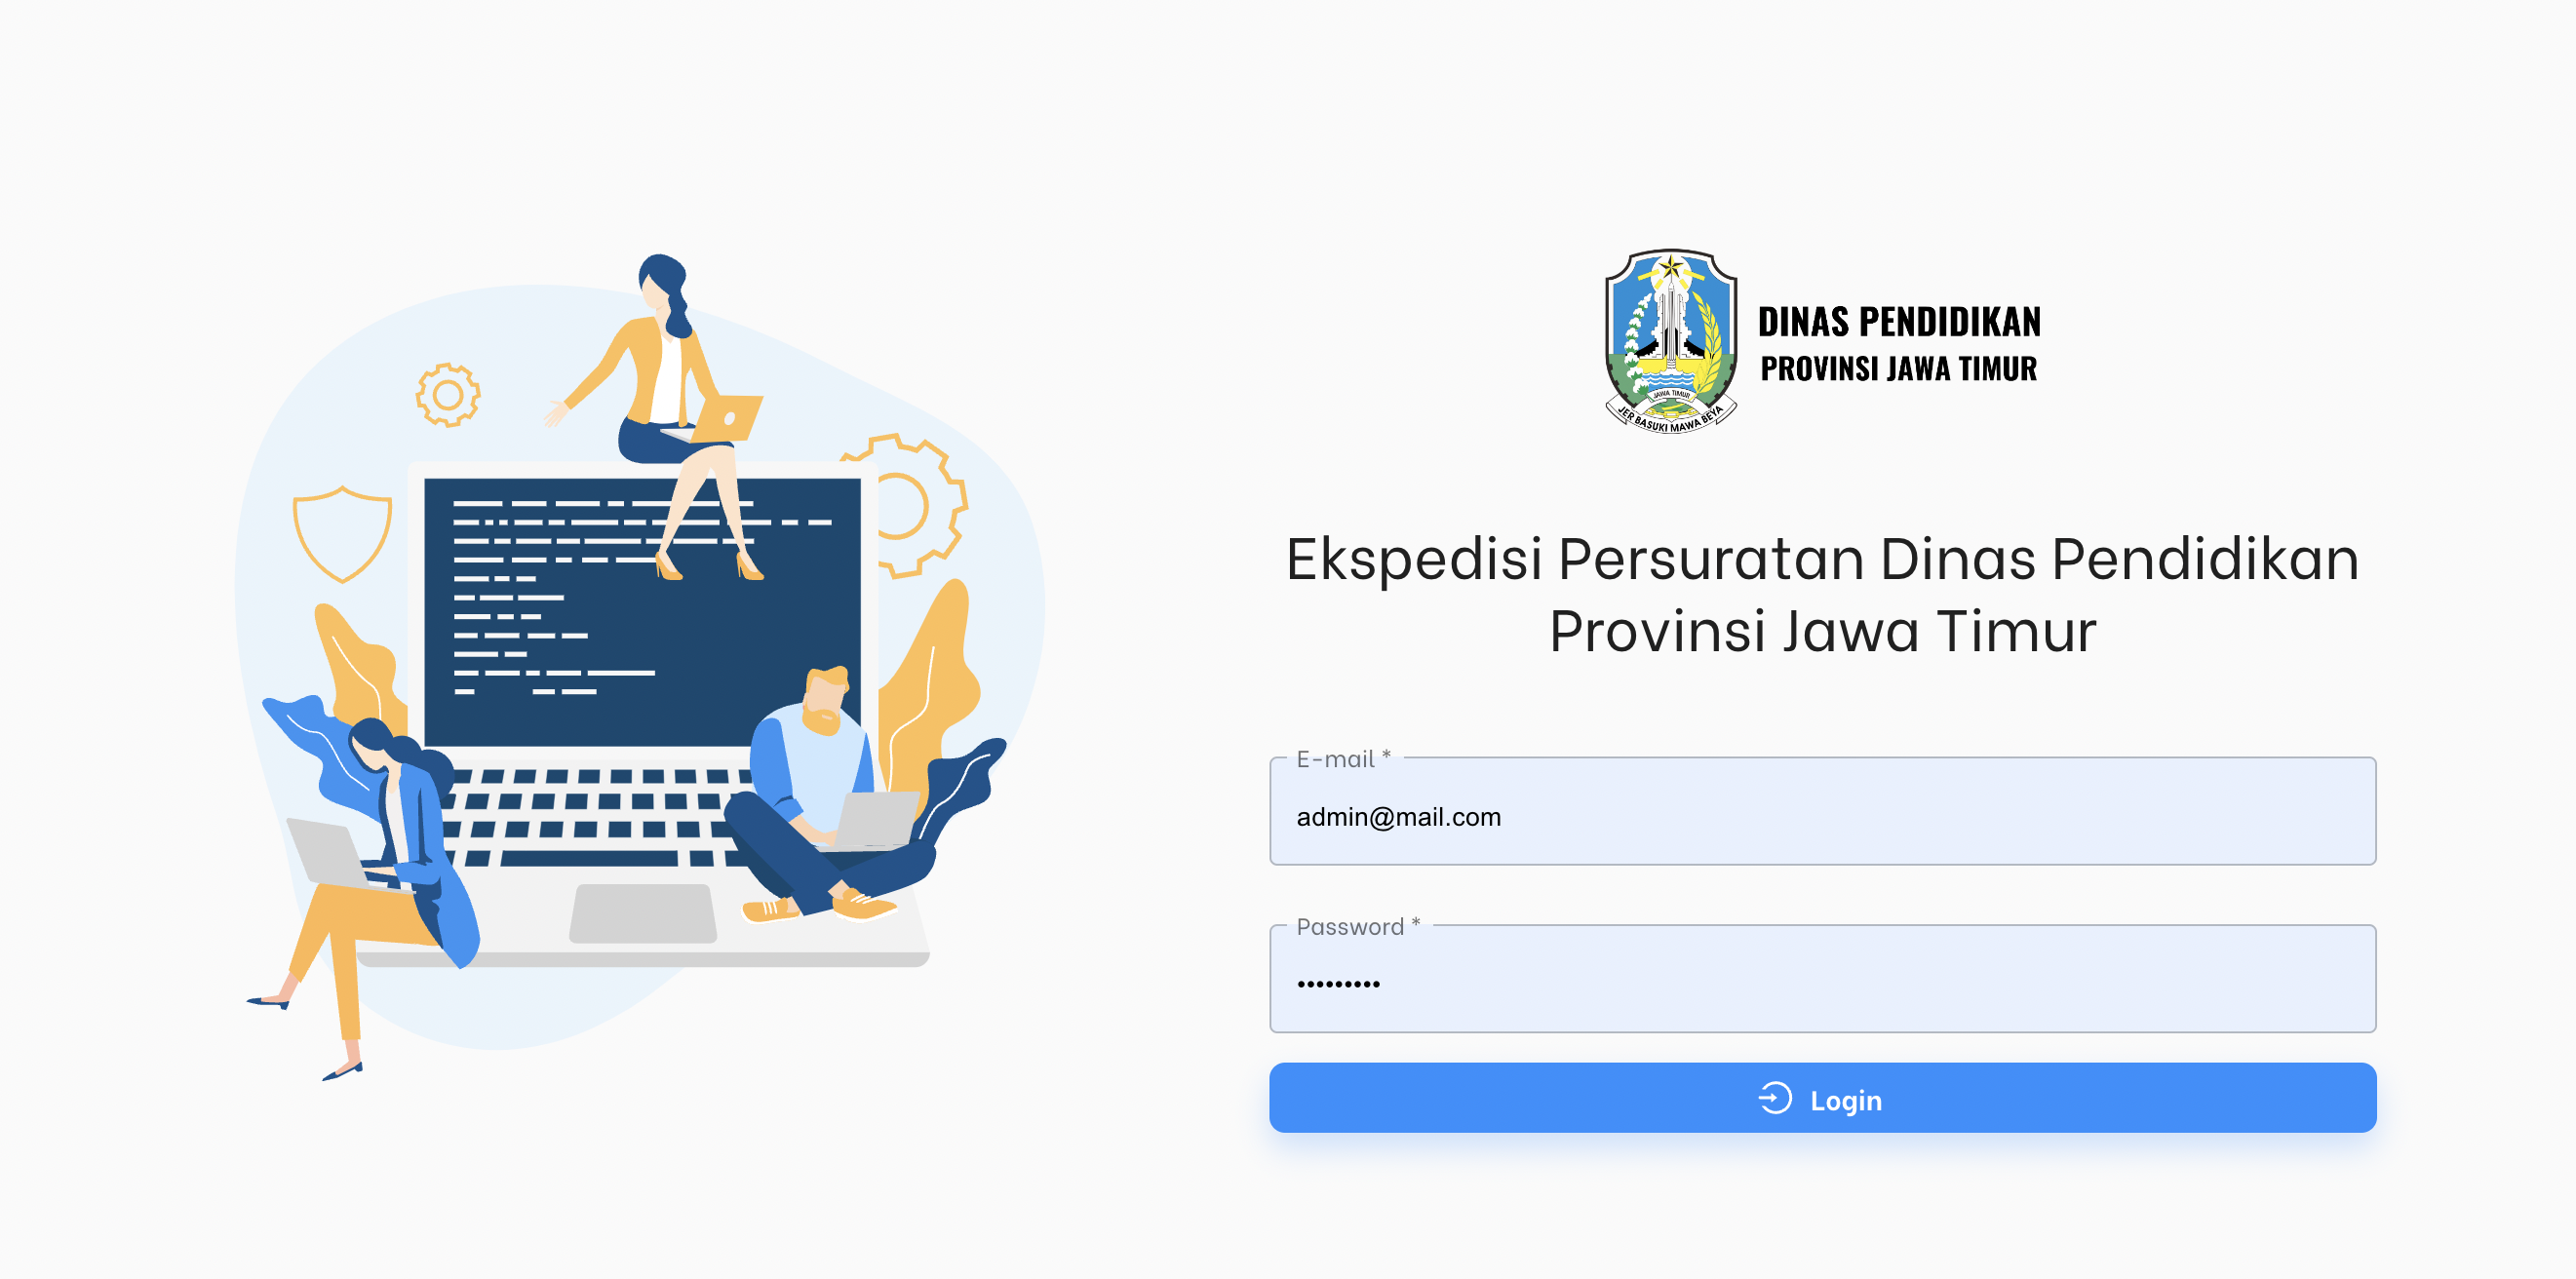 DINAS PENDIDIKAN
PROVINSI JAWA TIMUR
JAWA TIMUR
JER BASUKI MAWA BEYA
Ekspedisi Persuratan Dinas Pendidikan
Provinsi Jawa Timur
E-mail *
admin@mail.com
Password *
•••••••••
Login